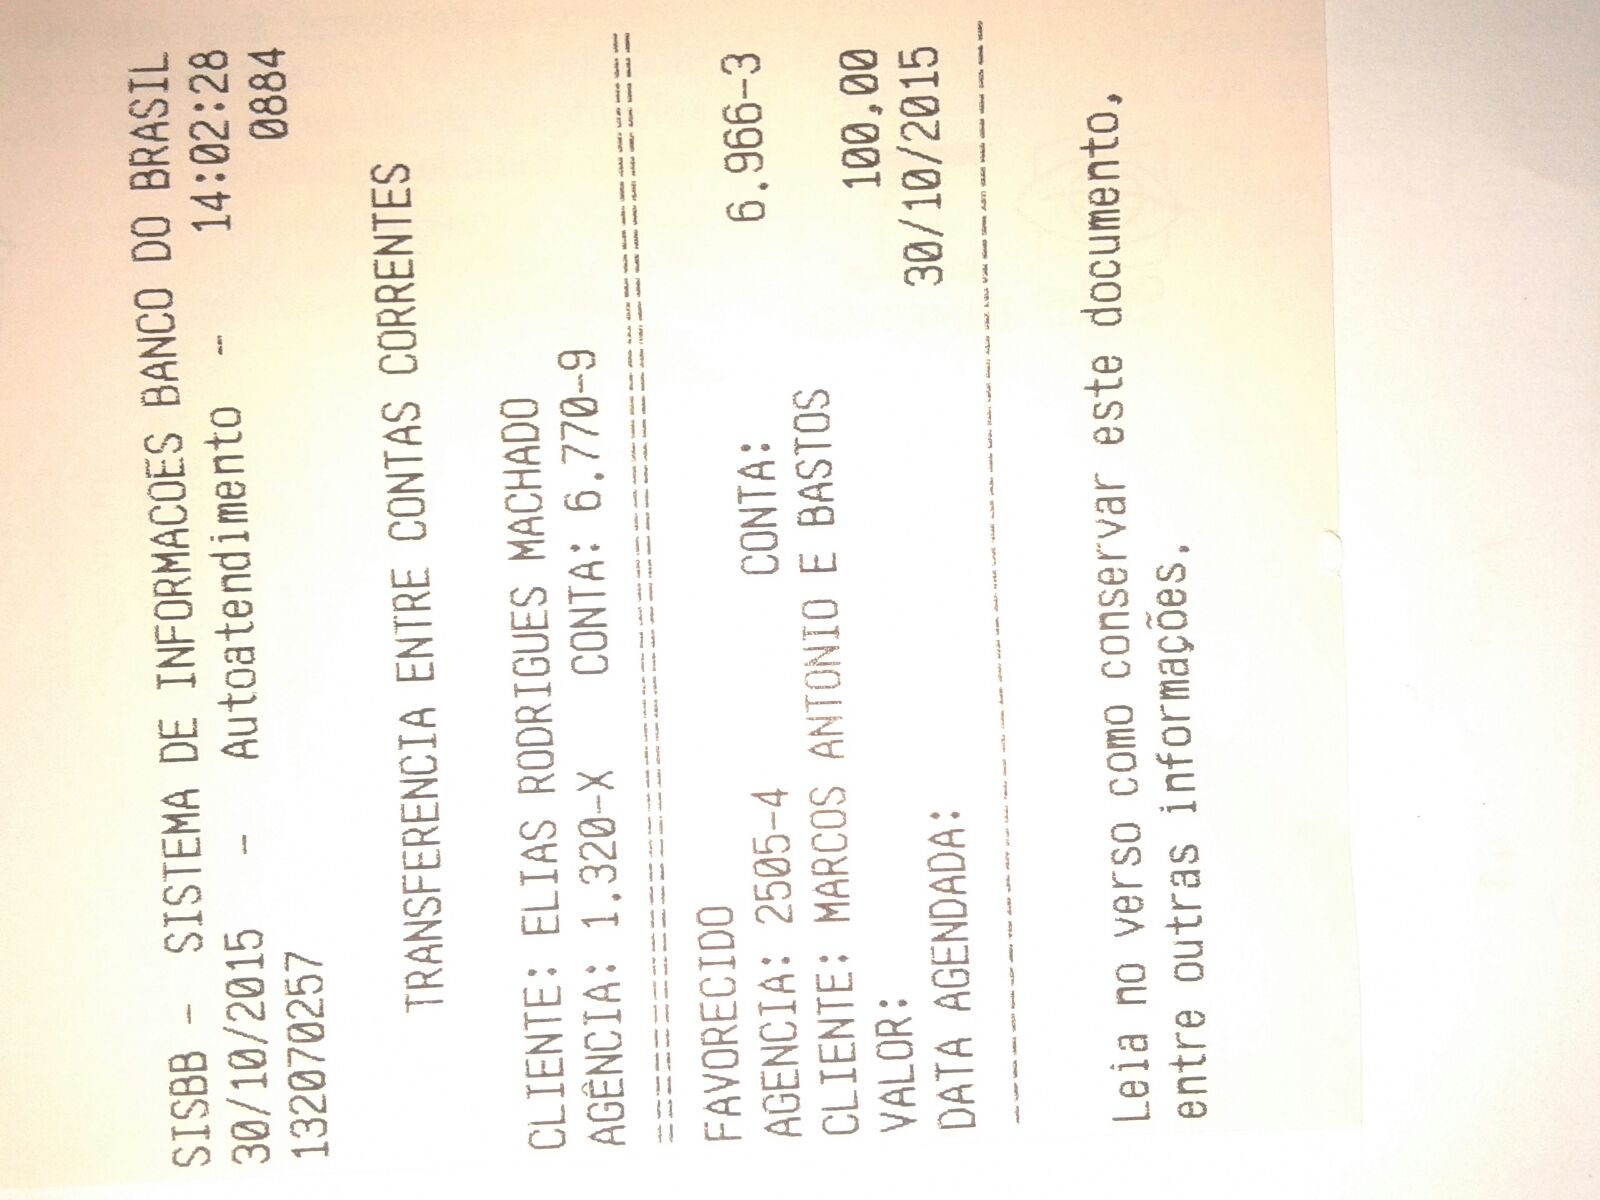 SISBB - SISTEMA DE INFORMACOES BANCO DO BRASIL
30/10/2015 - Autoatendimento - 14:02:28
132070257 0884
TRANSFERENCIA ENTRE CONTAS CORRENTES
CLIENTE: ELIAS RODRIGUES MACHADO
AGÊNCIA: 1.320-X CONTA: 6.770-9
================================================
FAVORECIDO
AGENCIA: 2505-4 CONTA: 6.966-3
CLIENTE: MARCOS ANTONIO E BASTOS
VALOR: 100,00
DATA AGENDADA: 30/10/2015
------------------------------------------------
Leia no verso como conservar este documento,
entre outras informações.